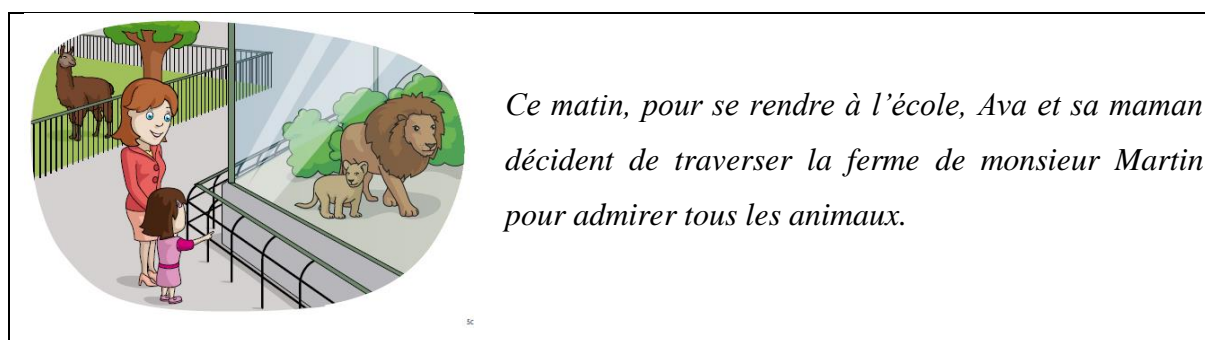 Ce matin, pour se rendre à l’école, Ava et sa maman
décident de traverser la ferme de monsieur Martin
pour admirer tous les animaux.
Sc